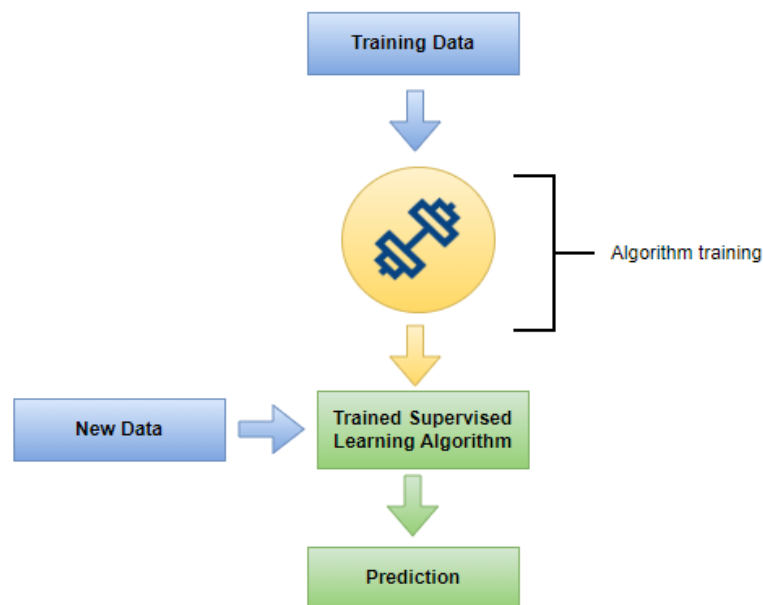 Training Data
Algorithm training
New Data
Trained Supervised
Learning Algorithm
Prediction